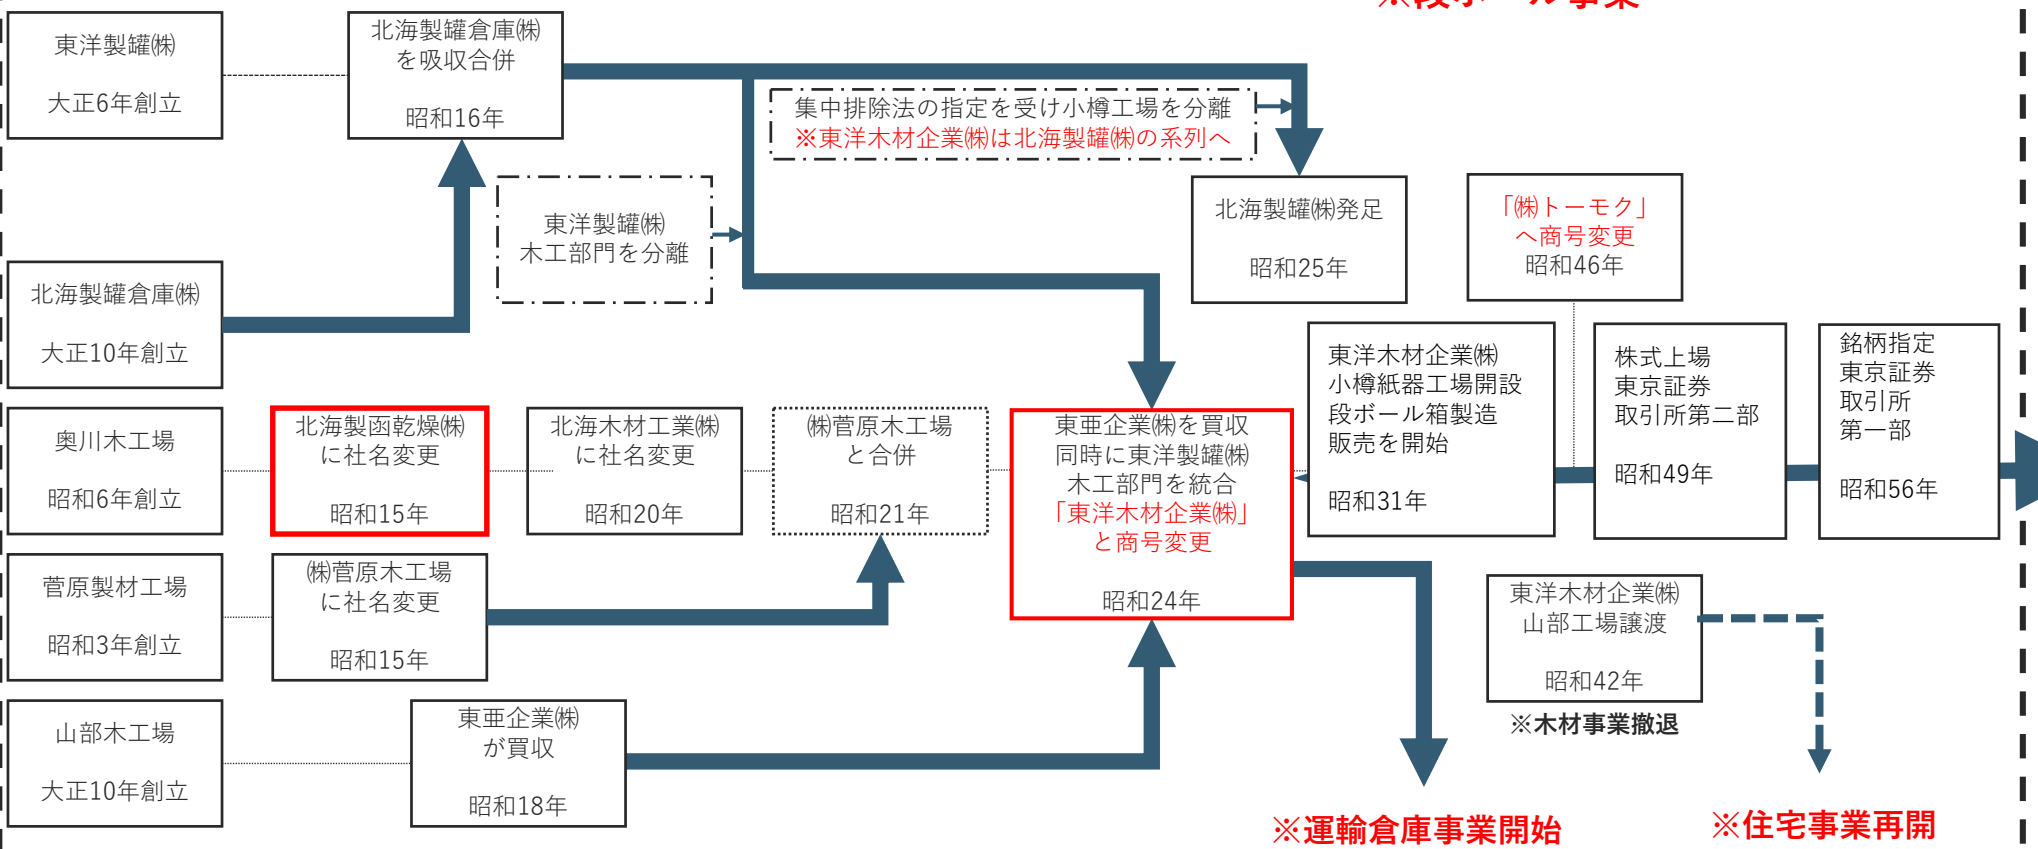 ※段ボール事業
東洋製罐㈱
大正6年創立
北海製罐倉庫㈱
を吸収合併
昭和16年
集中排除法の指定を受け小樽工場を分離
※東洋木材企業㈱は北海製罐㈱の系列へ
東洋製罐㈱
木工部門を分離
北海製罐㈱発足
昭和25年
「㈱トーモク」
へ商号変更
昭和46年
北海製罐倉庫㈱
大正10年創立
東洋木材企業㈱
小樽紙器工場開設
段ボール箱製造
販売を開始
昭和31年
株式上場
東京証券
取引所第二部
昭和49年
銘柄指定
東京証券
取引所
第一部
昭和56年
奥川木工場
昭和6年創立
北海製函乾燥㈱
に社名変更
昭和15年
北海木材工業㈱
に社名変更
昭和20年
㈱菅原木工場
と合併
昭和21年
東亜企業㈱を買収
同時に東洋製罐㈱
木工部門を統合
「東洋木材企業㈱」
と商号変更
昭和24年
菅原製材工場
昭和3年創立
㈱菅原木工場
に社名変更
昭和15年
東洋木材企業㈱
山部工場譲渡
昭和42年
※木材事業撤退
山部木工場
大正10年創立
東亜企業㈱
が買収
昭和18年
※運輸倉庫事業開始
※住宅事業再開